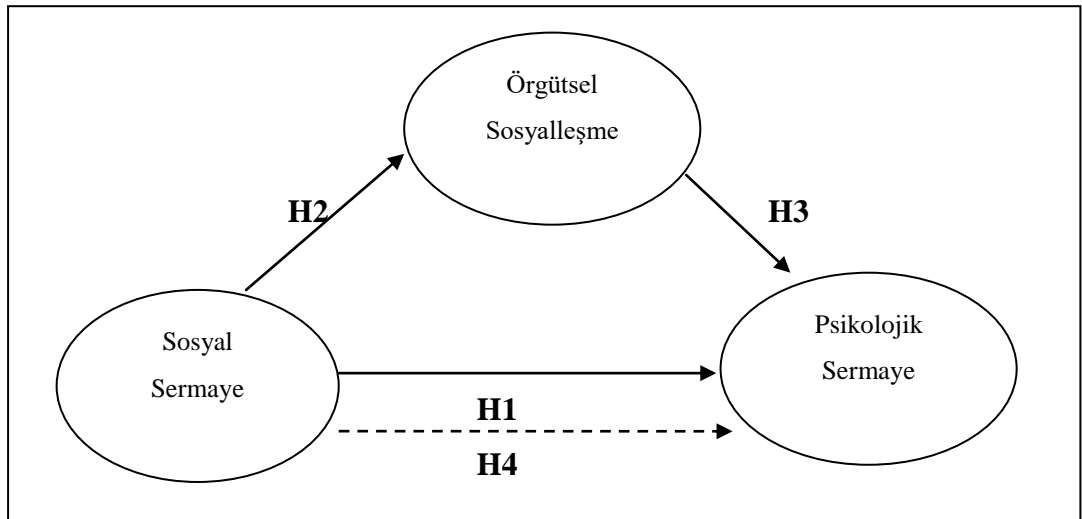 Örgütsel
Sosyalleşme
H2
H3
Sosyal
Sermaye
Psikolojik
Sermaye
H1
H4